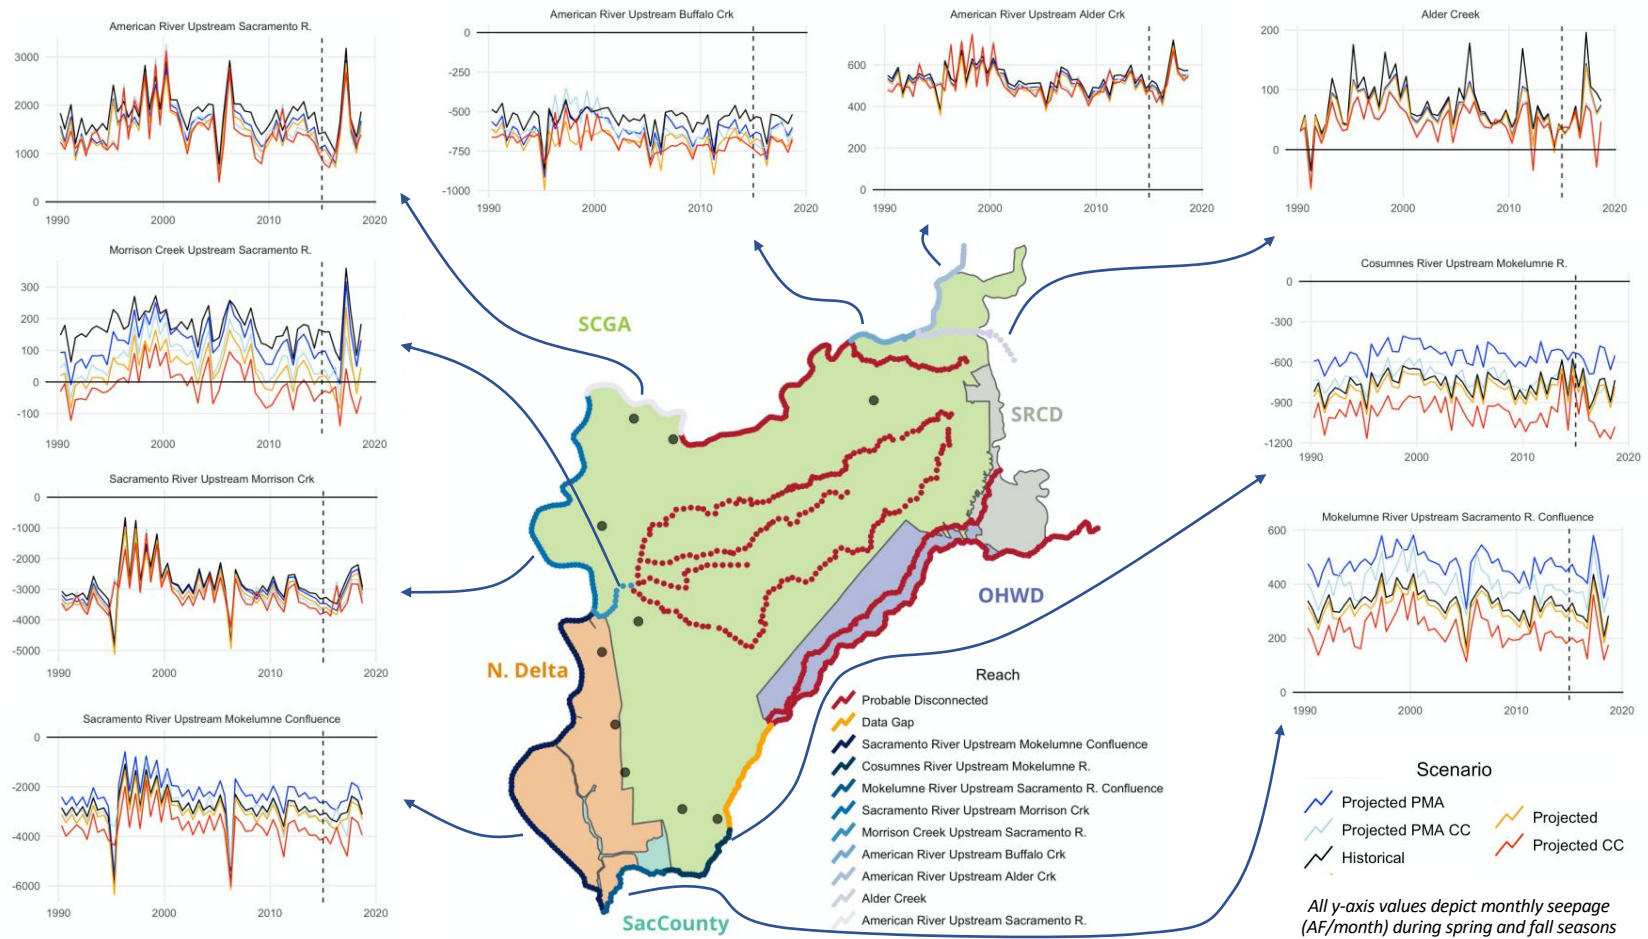 American River Upstream Sacramento R.
3000
2000
1000
0
1990
2000
2010
2020
American River Upstream Buffalo Crk
0
-250
-500
-750
-1000
1990
2000
2010
2020
American River Upstream Alder Crk
600
400
200
0
1990
2000
2010
2020
Alder Creek
200
100
0
1990
2000
2010
2020
Morrison Creek Upstream Sacramento R.
300
200
100
0
-100
1990
2000
2010
2020
Cosumnes River Upstream Mokelumne R.
0
-300
-600
-900
-1200
1990
2000
2010
2020
Sacramento River Upstream Morrison Crk
0
-1000
-2000
-3000
-4000
-5000
1990
2000
2010
2020
Mokelumne River Upstream Sacramento R. Confluence
600
400
200
0
1990
2000
2010
2020
Sacramento River Upstream Mokelumne Confluence
0
-2000
-4000
-6000
1990
2000
2010
2020
SCGA
SRCD
OHWD
N. Delta
SacCounty
Reach
Probable Disconnected
Data Gap
Sacramento River Upstream Mokelumne Confluence
Cosumnes River Upstream Mokelumne R.
Mokelumne River Upstream Sacramento R. Confluence
Sacramento River Upstream Morrison Crk
Morrison Creek Upstream Sacramento R.
American River Upstream Buffalo Crk
American River Upstream Alder Crk
Alder Creek
American River Upstream Sacramento R.
Scenario
Projected PMA
Projected PMA CC
Historical
Projected
Projected CC
All y-axis values depict monthly seepage
(AF/month) during spring and fall seasons